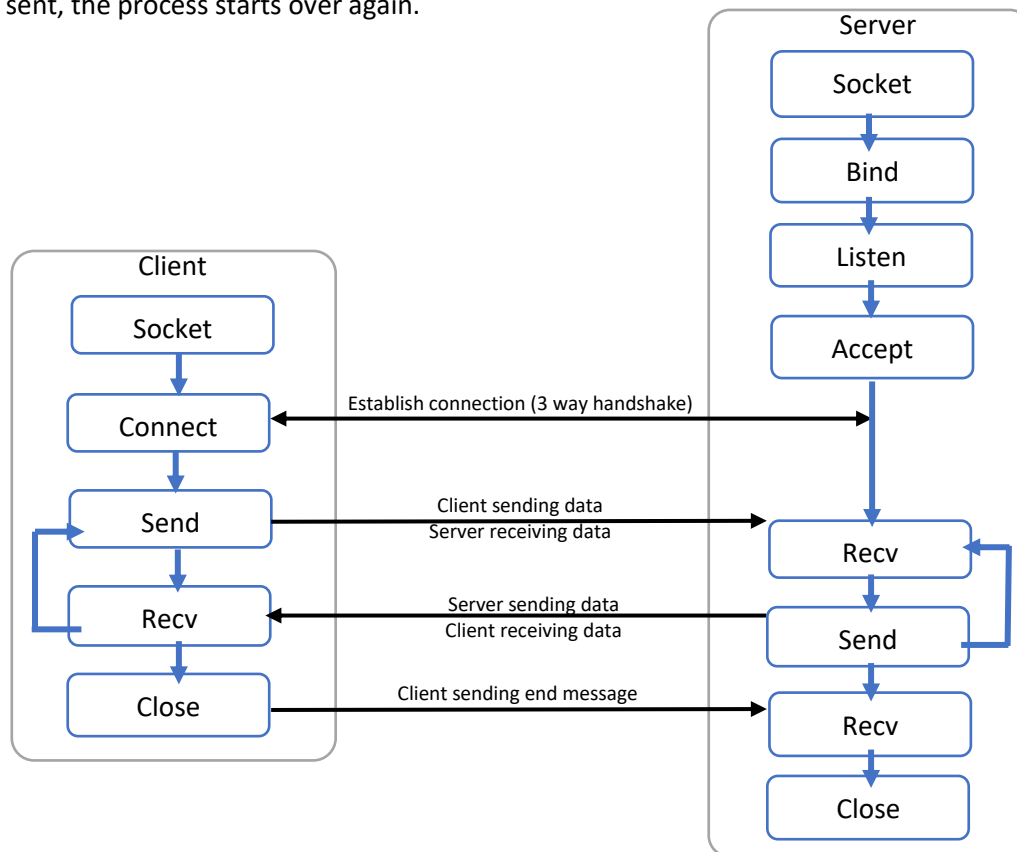 sent, the process starts over again.
Server
Socket
Bind
Listen
Accept
Client
Socket
Connect
Establish connection (3 way handshake)
Send
Client sending data
Server receiving data
Recv
Recv
Server sending data
Client receiving data
Send
Close
Client sending end message
Recv
Close